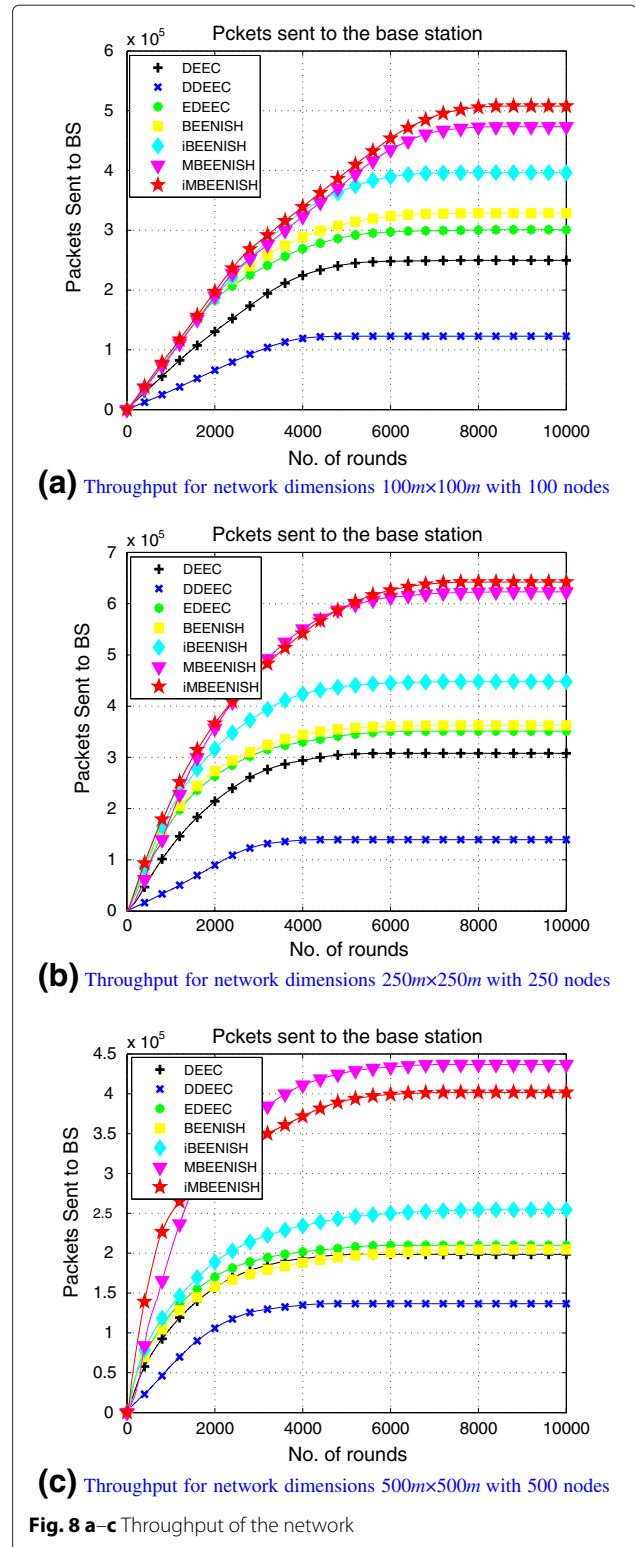 Pckets sent to the base station
x 10⁵
6
5
4
3
2
1
0
Packets Sent to BS
DEEC
DDEEC
EDEEC
BEENISH
iBEENISH
MBEENISH
iMBEENISH
0 2000 4000 6000 8000 10000
No. of rounds
(a) Throughput for network dimensions 100m×100m with 100 nodes
Pckets sent to the base station
x 10⁵
7
6
5
4
3
2
1
0
Packets Sent to BS
DEEC
DDEEC
EDEEC
BEENISH
iBEENISH
MBEENISH
iMBEENISH
0 2000 4000 6000 8000 10000
No. of rounds
(b) Throughput for network dimensions 250m×250m with 250 nodes
Pckets sent to the base station
x 10⁵
4.5
4
3.5
3
2.5
2
1.5
1
0.5
0
Packets Sent to BS
DEEC
DDEEC
EDEEC
BEENISH
iBEENISH
MBEENISH
iMBEENISH
0 2000 4000 6000 8000 10000
No. of rounds
(c) Throughput for network dimensions 500m×500m with 500 nodes
Fig. 8 a–c Throughput of the network